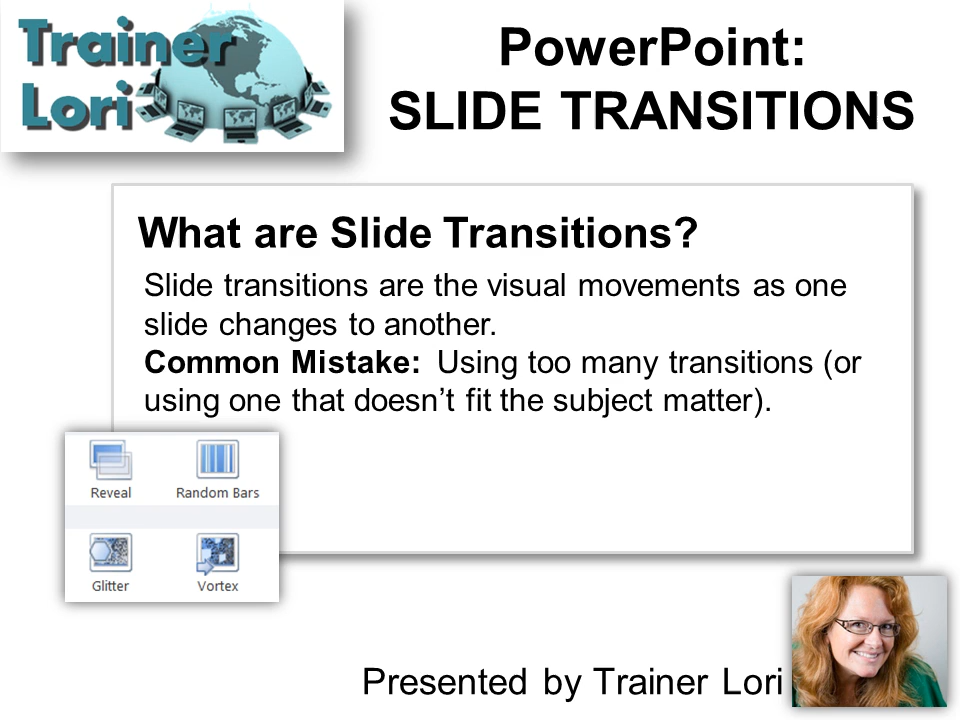 Trainer
Lori
PowerPoint:
SLIDE TRANSITIONS
What are Slide Transitions?
Slide transitions are the visual movements as one
slide changes to another.
Common Mistake:  Using too many transitions (or
using one that doesn’t fit the subject matter).
Reveal
Random Bars
Glitter
Vortex
Presented by Trainer Lori